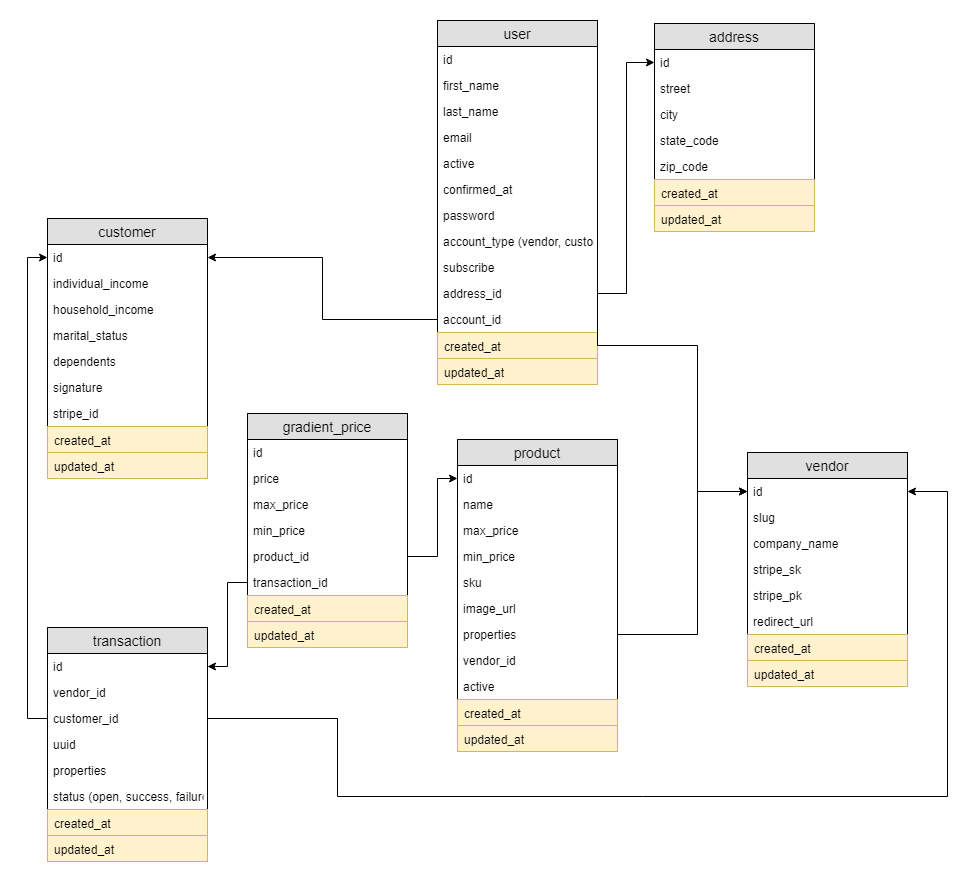 user
id
first_name
last_name
email
active
confirmed_at
password
account_type (vendor, custo
subscribe
address_id
account_id
created_at
updated_at
address
id
street
city
state_code
zip_code
created_at
updated_at
customer
id
individual_income
household_income
marital_status
dependents
signature
stripe_id
created_at
updated_at
gradient_price
id
price
max_price
min_price
product_id
transaction_id
created_at
updated_at
product
id
name
max_price
min_price
sku
image_url
properties
vendor_id
active
created_at
updated_at
vendor
id
slug
company_name
stripe_sk
stripe_pk
redirect_url
created_at
updated_at
transaction
id
vendor_id
customer_id
uuid
properties
status (open, success, failur
created_at
updated_at